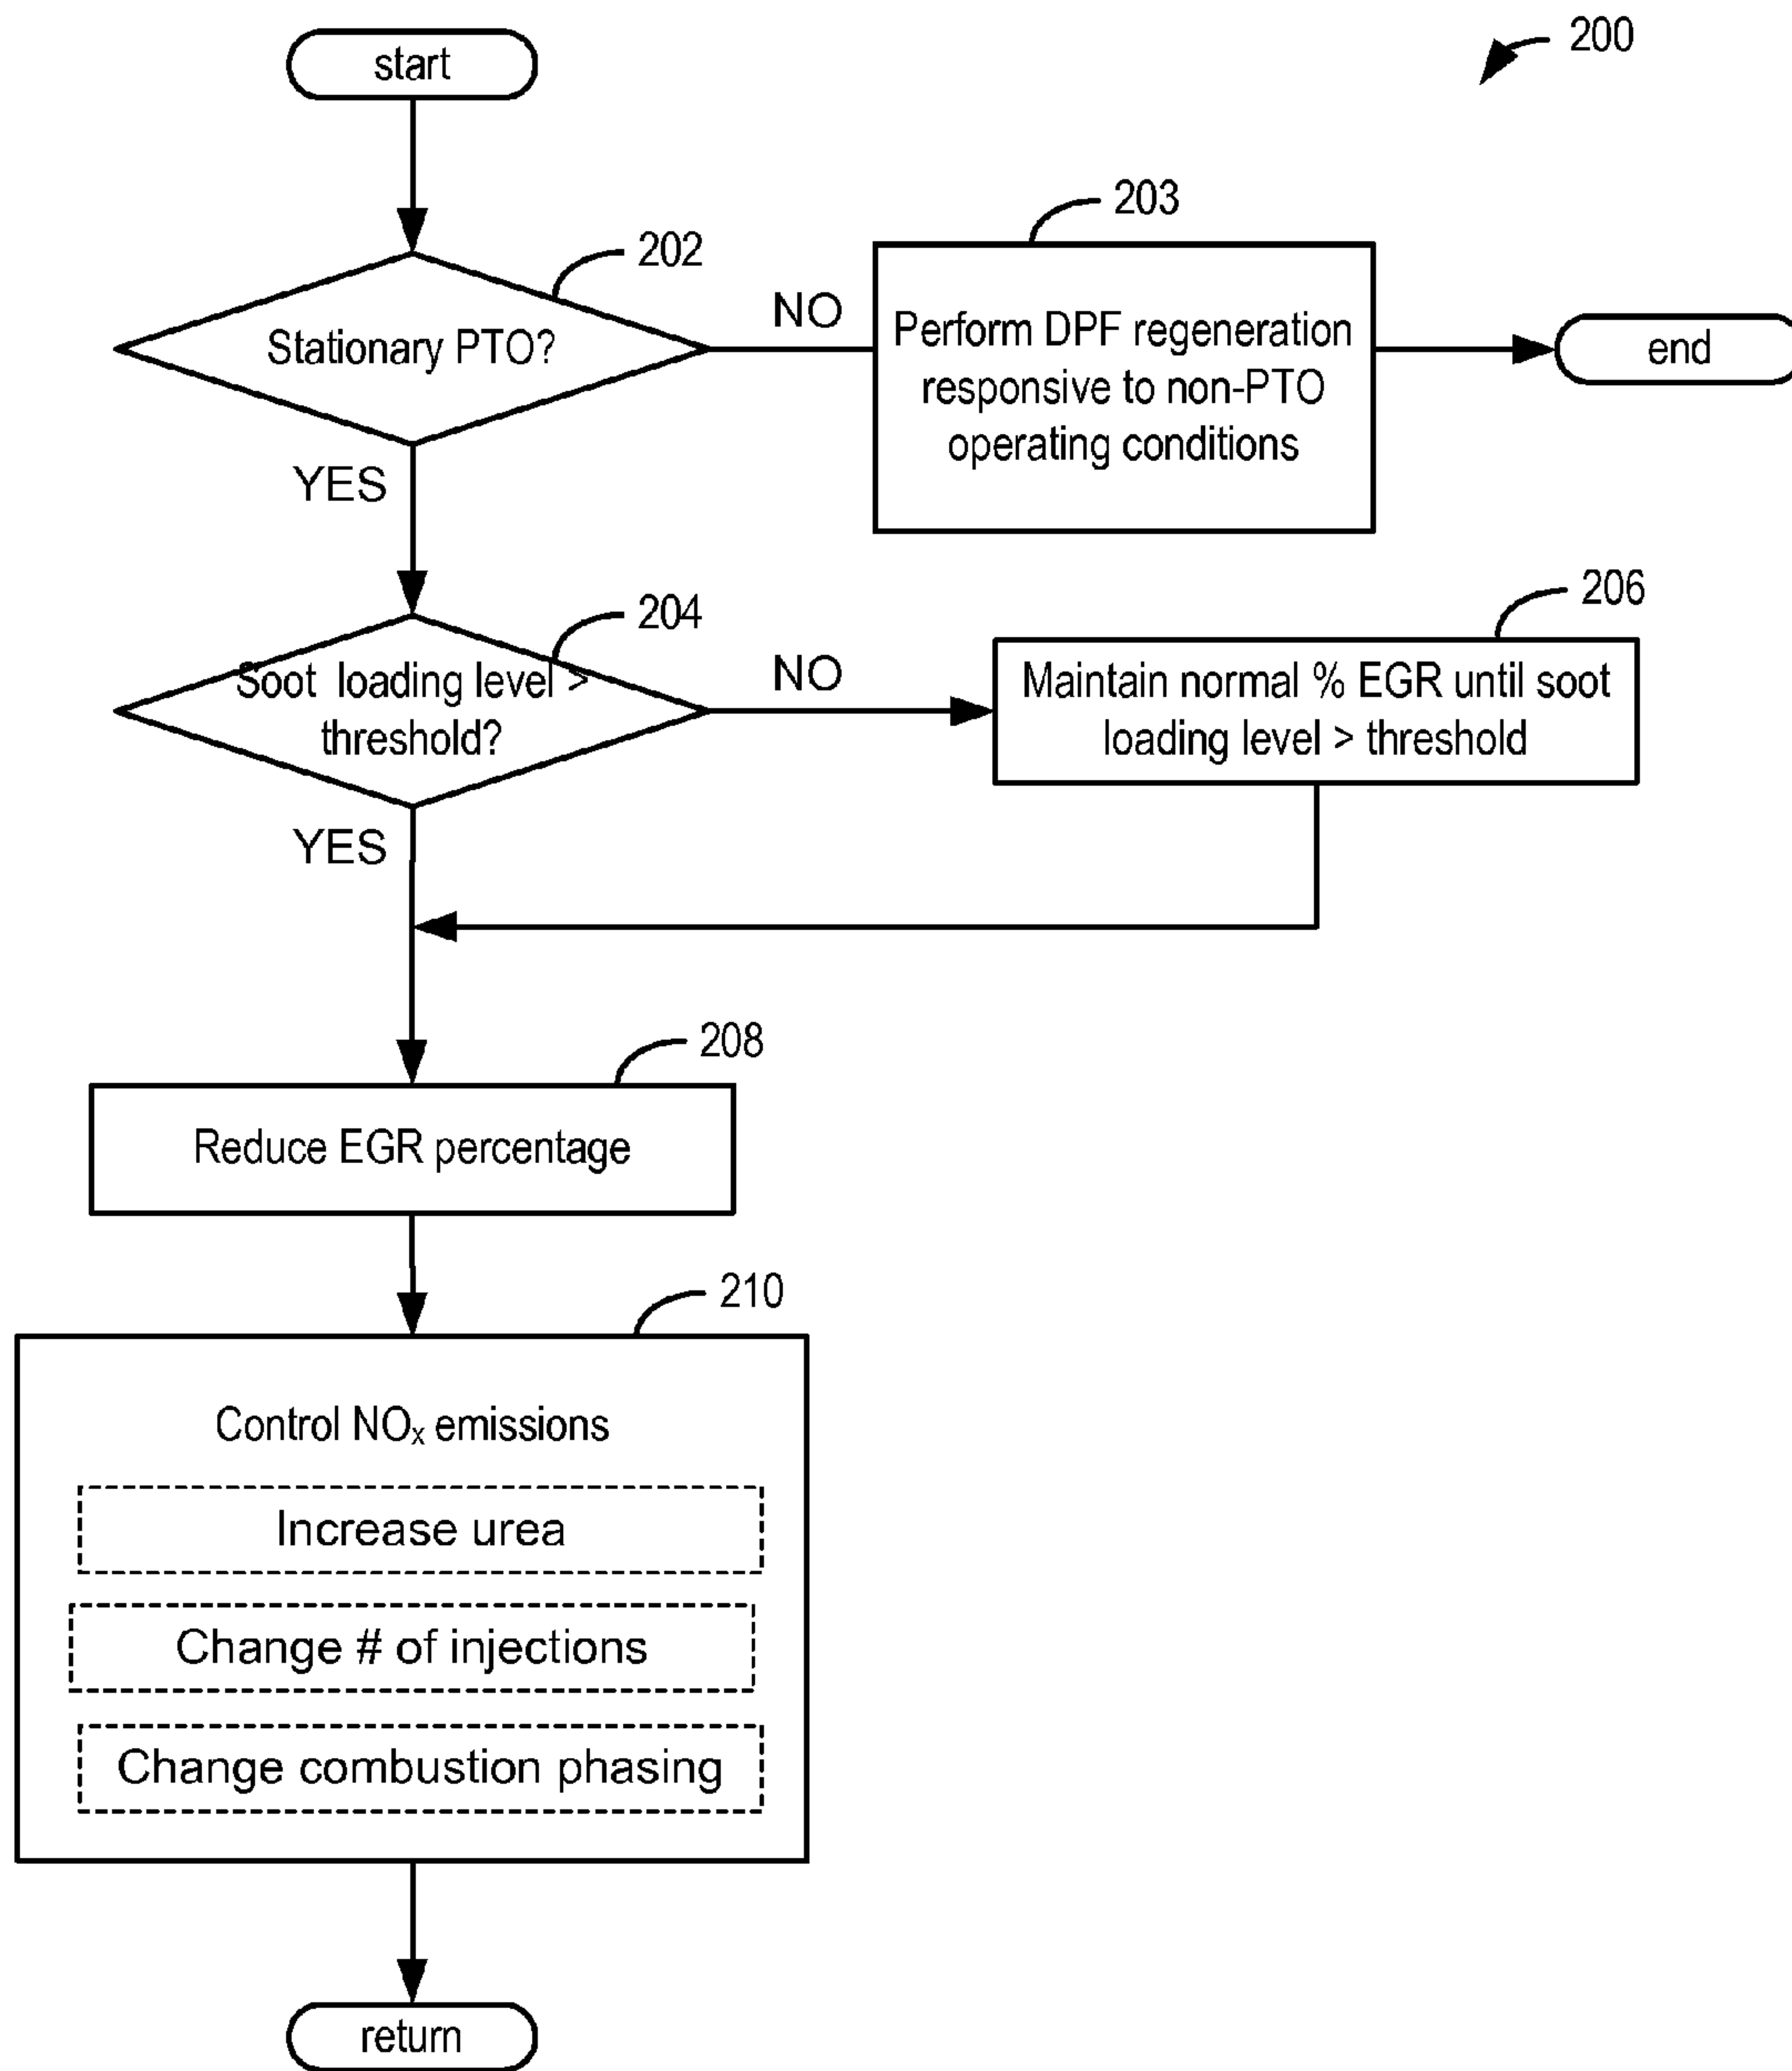 start
200
202
Stationary PTO?
NO
203
Perform DPF regeneration
responsive to non-PTO
operating conditions
end
YES
204
Soot loading level >
threshold?
NO
206
Maintain normal % EGR until soot
loading level > threshold
YES
208
Reduce EGR percentage
210
Control NOₓ emissions
Increase urea
Change # of injections
Change combustion phasing
return